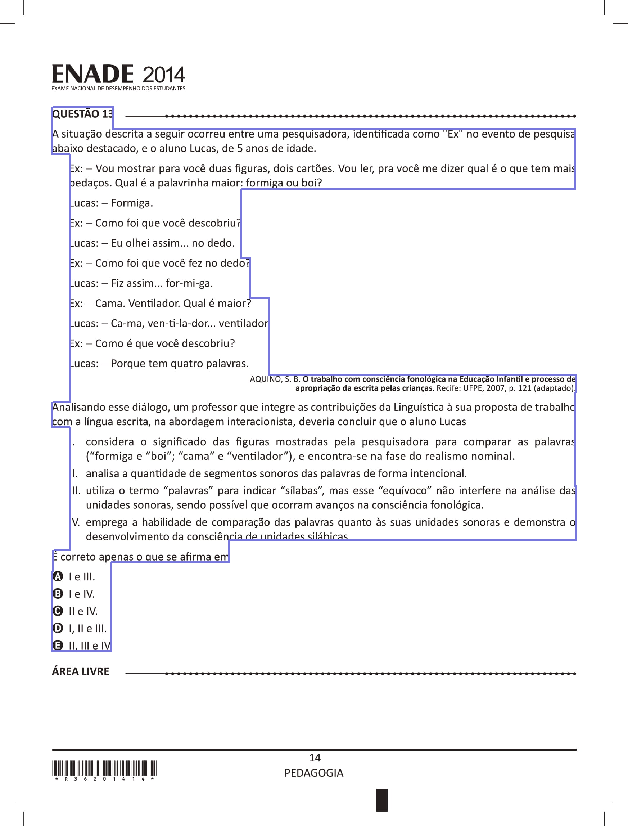 ENADE 2014
EXAME NACIONAL DE DESEMPENHO DOS ESTUDANTES
QUESTÃO 13
A situação descrita a seguir ocorreu entre uma pesquisadora, identificada como "Ex" no evento de pesquisa
abaixo destacado, e o aluno Lucas, de 5 anos de idade.
Ex: – Vou mostrar para você duas figuras, dois cartões. Vou ler, pra você me dizer qual é o que tem mais
pedaços. Qual é a palavrinha maior: formiga ou boi?
Lucas: – Formiga.
Ex: – Como foi que você descobriu?
Lucas: – Eu olhei assim... no dedo.
Ex: – Como foi que você fez no dedo?
Lucas: – Fiz assim... for-mi-ga.
Ex: – Cama. Ventilador. Qual é maior?
Lucas: – Ca-ma, ven-ti-la-dor... ventilador
Ex: – Como é que você descobriu?
Lucas: – Porque tem quatro palavras.
AQUINO, S. B. O trabalho com consciência fonológica na Educação Infantil e processo de
apropriação da escrita pelas crianças. Recife: UFPE, 2007, p. 121 (adaptado).
Analisando esse diálogo, um professor que integre as contribuições da Linguística à sua proposta de trabalho
com a língua escrita, na abordagem interacionista, deveria concluir que o aluno Lucas
I. considera o significado das figuras mostradas pela pesquisadora para comparar as palavras
("formiga e "boi"; "cama" e "ventilador"), e encontra-se na fase do realismo nominal.
II. analisa a quantidade de segmentos sonoros das palavras de forma intencional.
III. utiliza o termo "palavras" para indicar "sílabas", mas esse "equívoco" não interfere na análise das
unidades sonoras, sendo possível que ocorram avanços na consciência fonológica.
IV. emprega a habilidade de comparação das palavras quanto às suas unidades sonoras e demonstra o
desenvolvimento da consciência de unidades silábicas.
É correto apenas o que se afirma em
A I e III.
B I e IV.
C II e IV.
D I, II e III.
E II, III e IV.
ÁREA LIVRE
14
PEDAGOGIA
*R36201414*